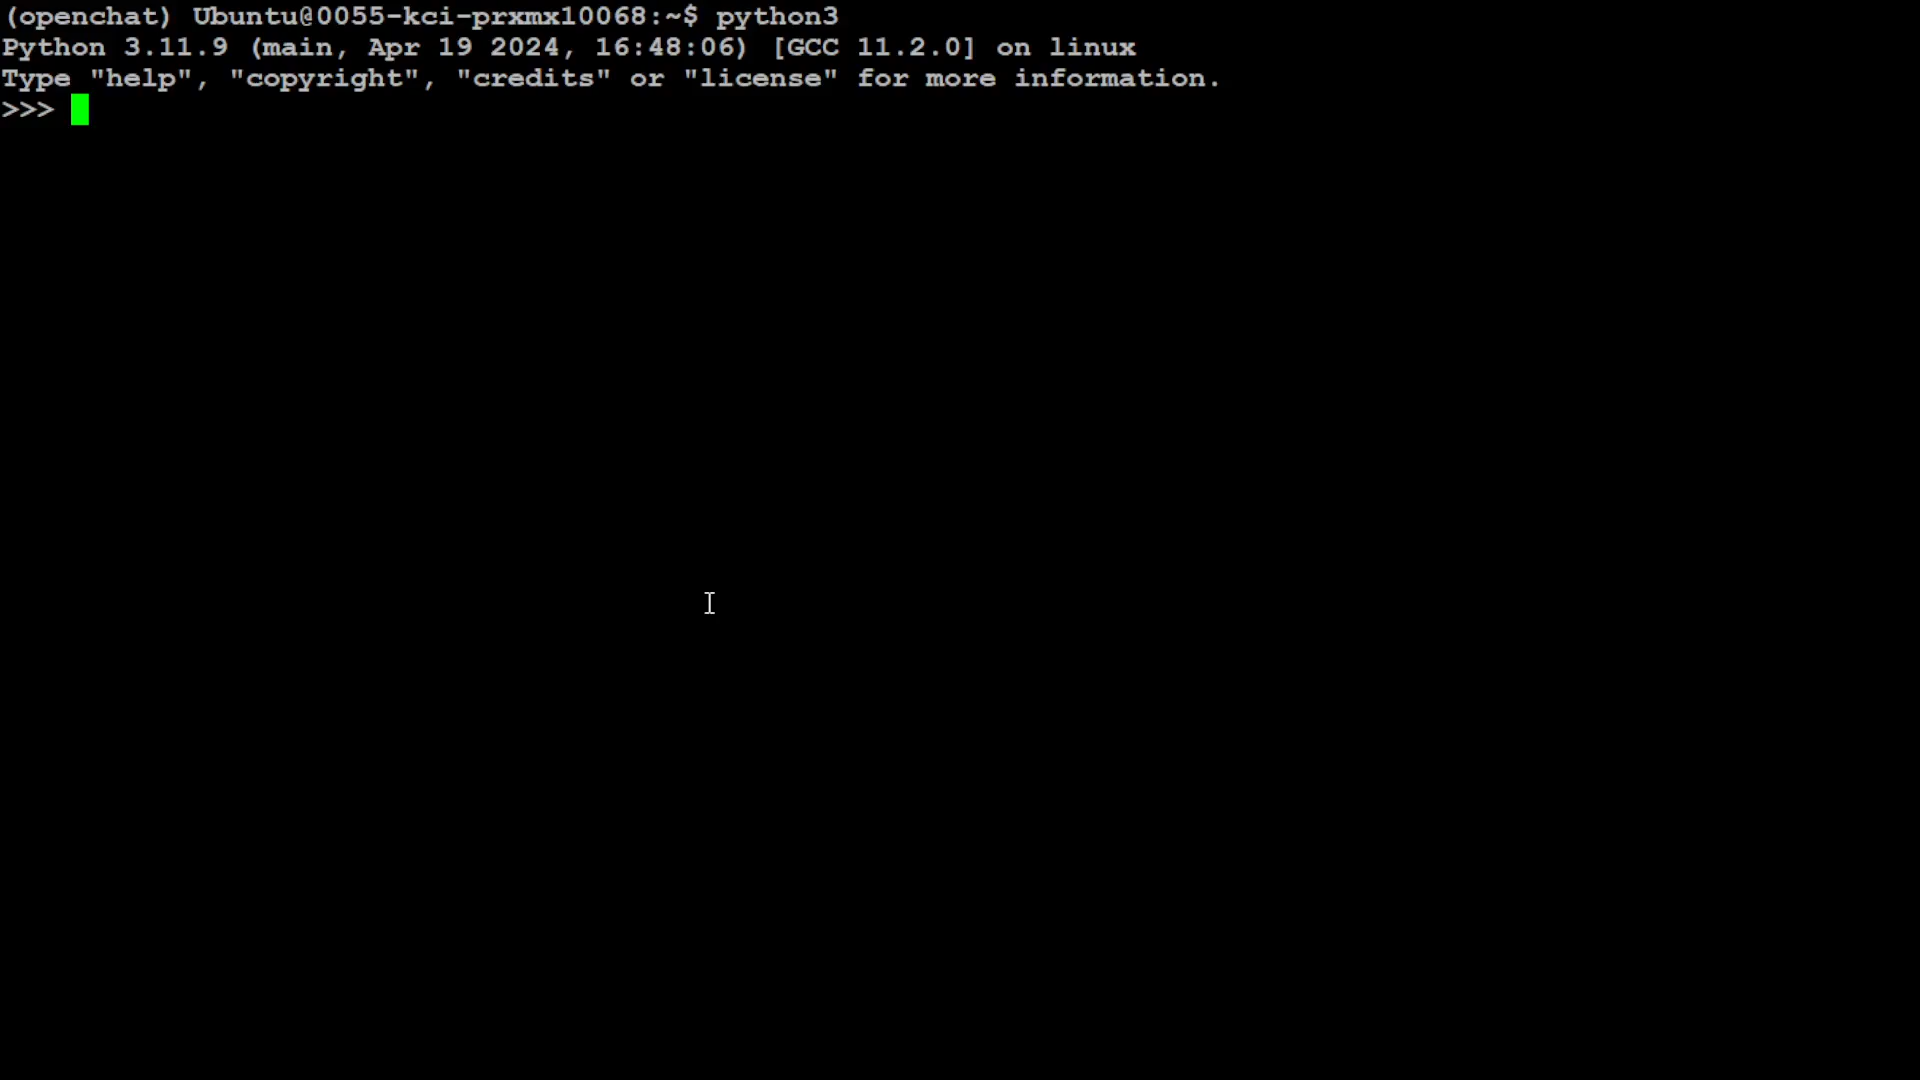 (openchat) Ubuntu@0055-kci-prxmx10068:~$ python3
Python 3.11.9 (main, Apr 19 2024, 16:48:06) [GCC 11.2.0] on linux
Type "help", "copyright", "credits" or "license" for more information.
>>>